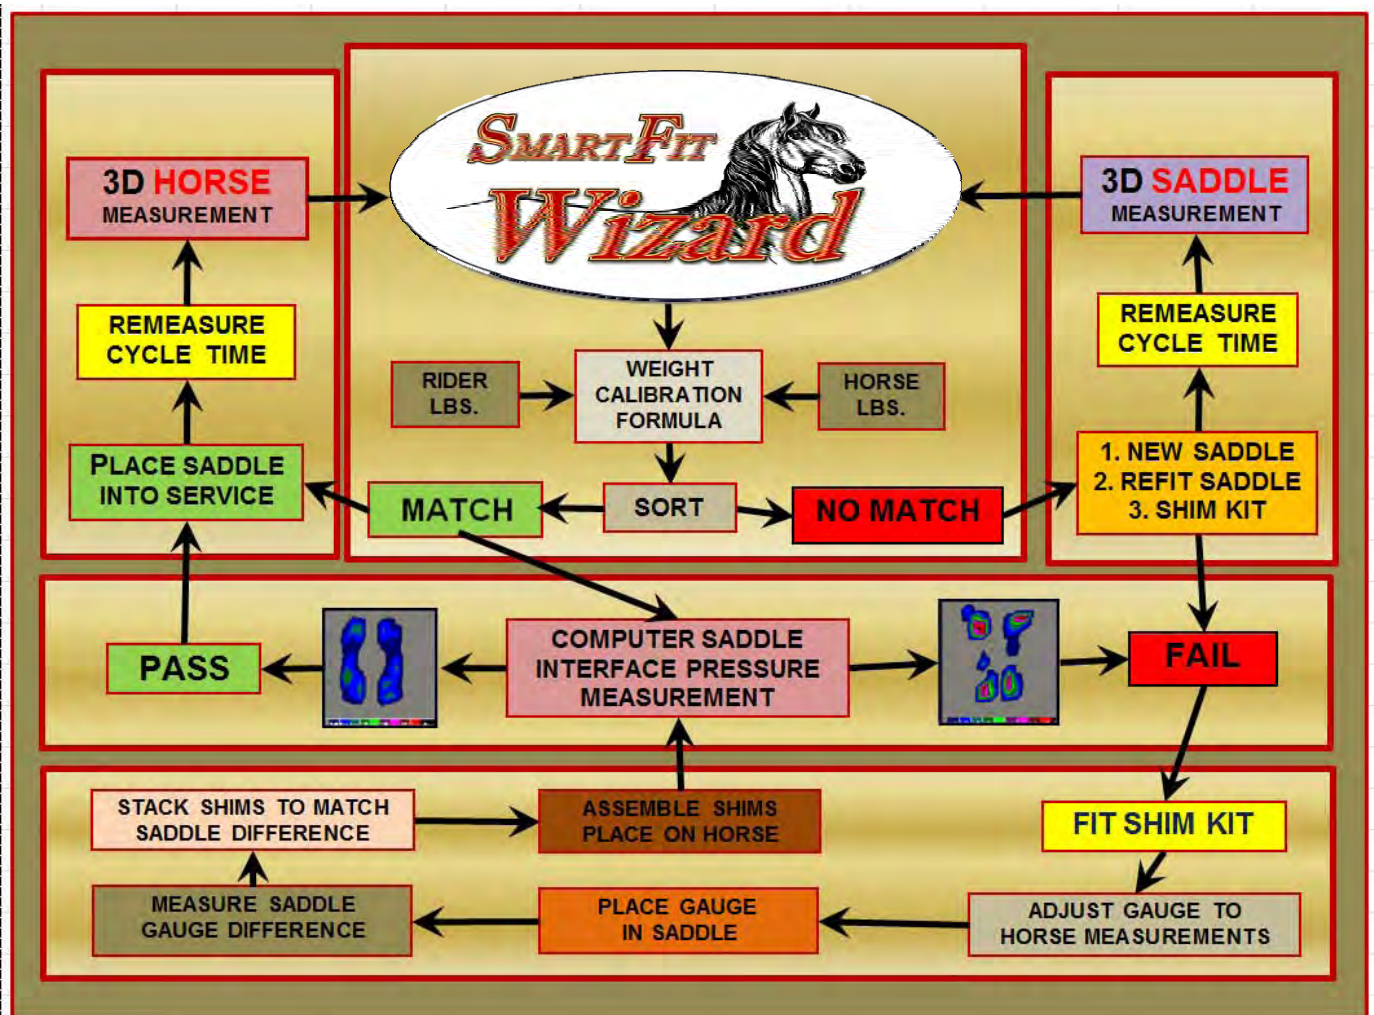 SMARTFIT
Wizard
3D HORSE
MEASUREMENT
3D SADDLE
MEASUREMENT
REMEASURE
CYCLE TIME
REMEASURE
CYCLE TIME
RIDER
LBS.
WEIGHT
CALIBRATION
FORMULA
HORSE
LBS.
PLACE SADDLE
INTO SERVICE
MATCH
SORT
NO MATCH
1. NEW SADDLE
2. REFIT SADDLE
3. SHIM KIT
PASS
COMPUTER SADDLE
INTERFACE PRESSURE
MEASUREMENT
FAIL
STACK SHIMS TO MATCH
SADDLE DIFFERENCE
ASSEMBLE SHIMS
PLACE ON HORSE
FIT SHIM KIT
MEASURE SADDLE
GAUGE DIFFERENCE
PLACE GAUGE
IN SADDLE
ADJUST GAUGE TO
HORSE MEASUREMENTS